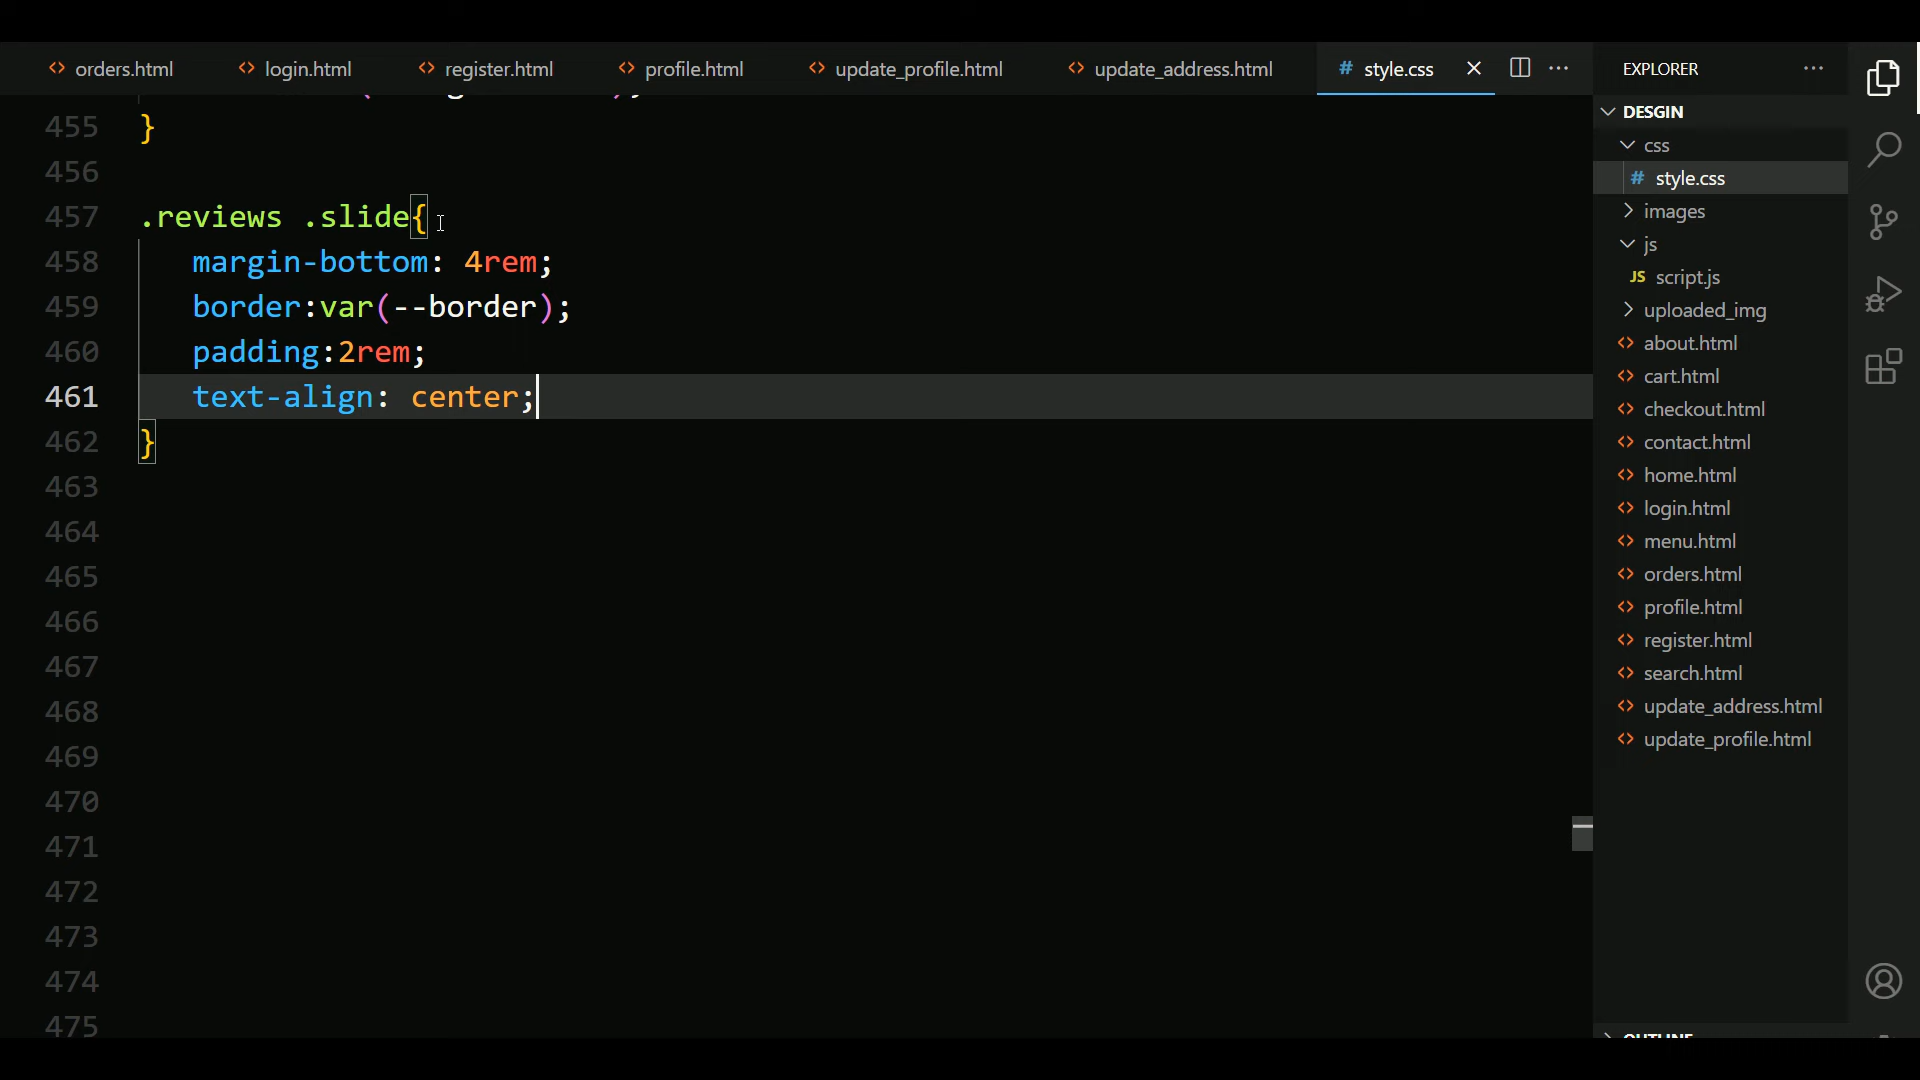 orders.html login.html register.html profile.html update_profile.html update_address.html # style.css EXPLORER
DESGIN
css
# style.css
images
js
JS script.js
uploaded_img
about.html
cart.html
checkout.html
contact.html
home.html
login.html
menu.html
orders.html
profile.html
register.html
search.html
update_address.html
update_profile.html
455 }
456
457 .reviews .slide{
458 margin-bottom: 4rem;
459 border:var(--border);
460 padding:2rem;
461 text-align: center;
462 }
463
464
465
466
467
468
469
470
471
472
473
474
475
OUTLINE